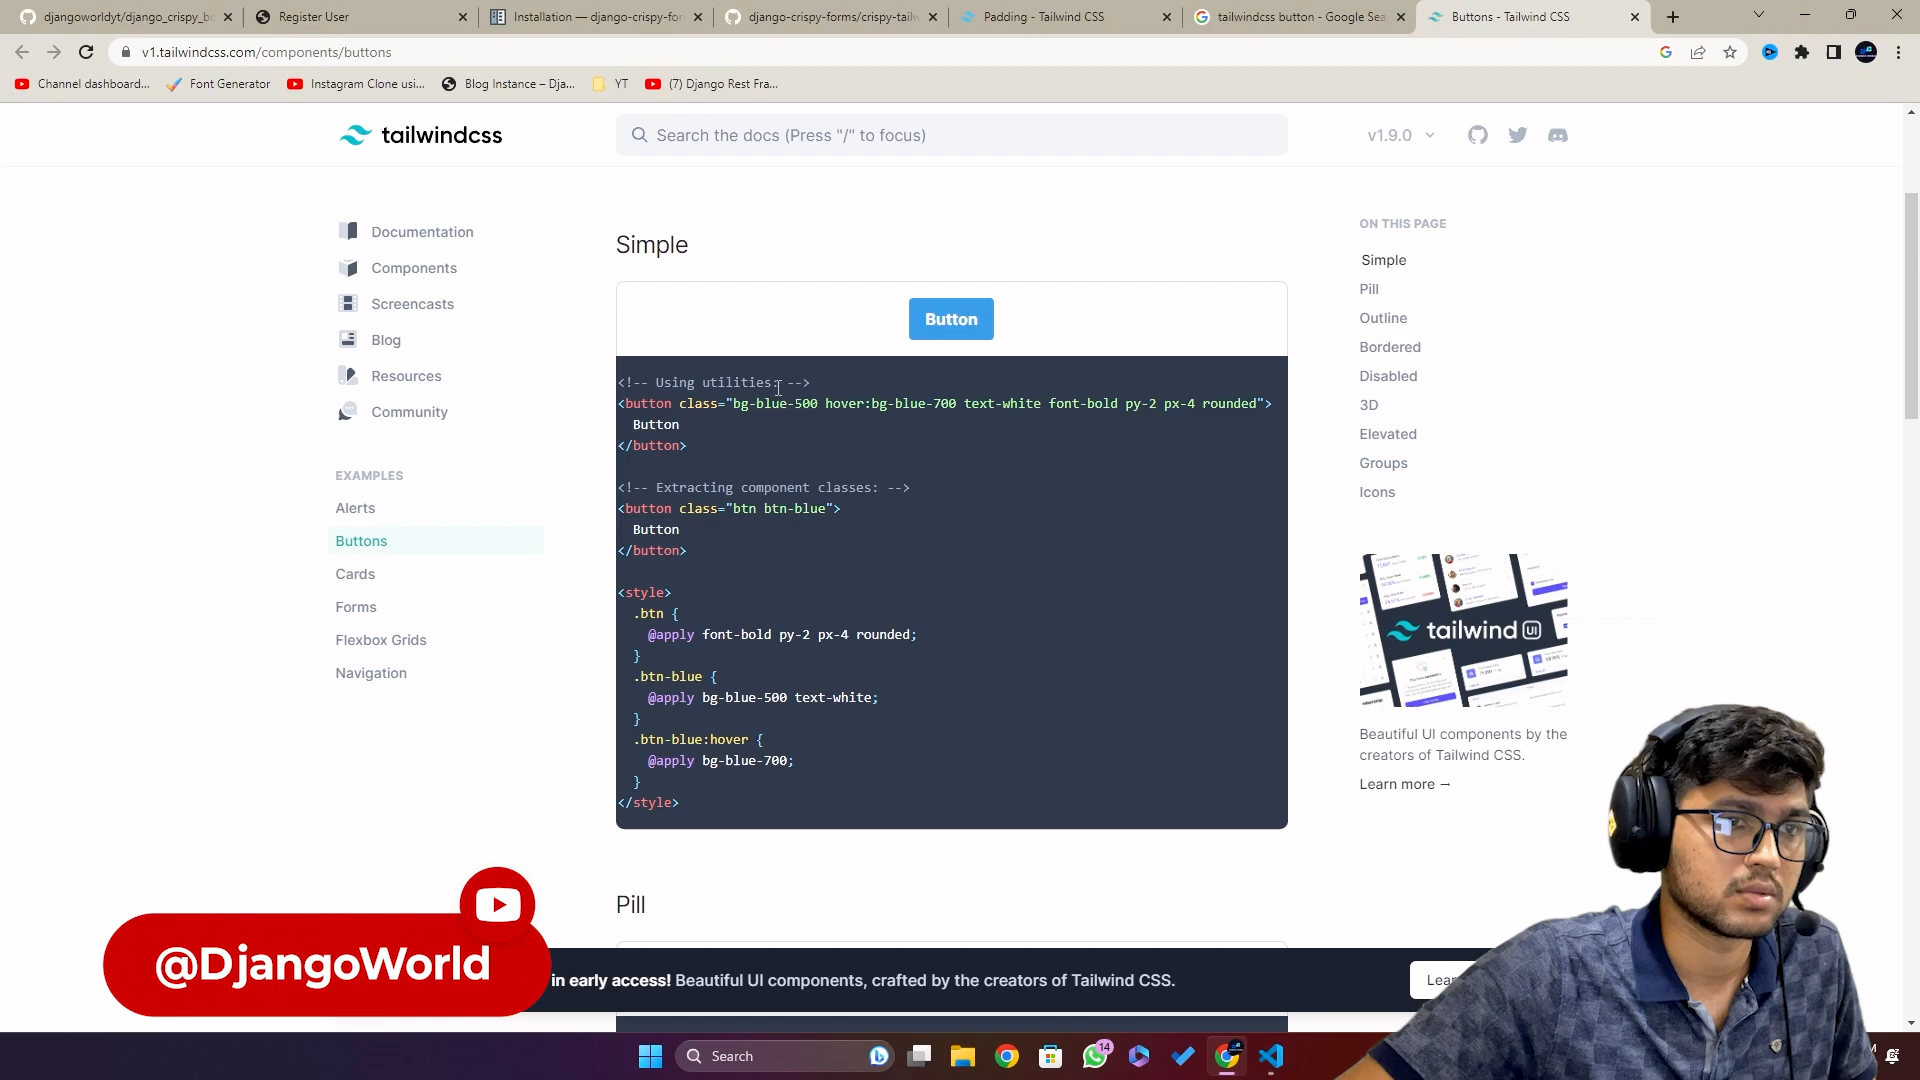 djangoworldyt/django_crispy_bo
Register User
Installation — django-crispy-for
django-crispy-forms/crispy-tailw
Padding - Tailwind CSS
tailwindcss button - Google Sea
Buttons - Tailwind CSS
v1.tailwindcss.com/components/buttons
Channel dashboard...
Font Generator
Instagram Clone usi...
Blog Instance – Dja...
YT
(7) Django Rest Fra...
tailwindcss
Search the docs (Press "/" to focus)
v1.9.0
Documentation
Components
Screencasts
Blog
Resources
Community
EXAMPLES
Alerts
Buttons
Cards
Forms
Flexbox Grids
Navigation
Simple
Button
<!-- Using utilities: -->
<button class="bg-blue-500 hover:bg-blue-700 text-white font-bold py-2 px-4 rounded">
Button
</button>
<!-- Extracting component classes: -->
<button class="btn btn-blue">
Button
</button>
<style>
.btn {
@apply font-bold py-2 px-4 rounded;
}
.btn-blue {
@apply bg-blue-500 text-white;
}
.btn-blue:hover {
@apply bg-blue-700;
}
</style>
Pill
ON THIS PAGE
Simple
Pill
Outline
Bordered
Disabled
3D
Elevated
Groups
Icons
tailwind UI
Beautiful UI components by the
creators of Tailwind CSS.
Learn more →
in early access! Beautiful UI components, crafted by the creators of Tailwind CSS.
Lear
@DjangoWorld
Search
14